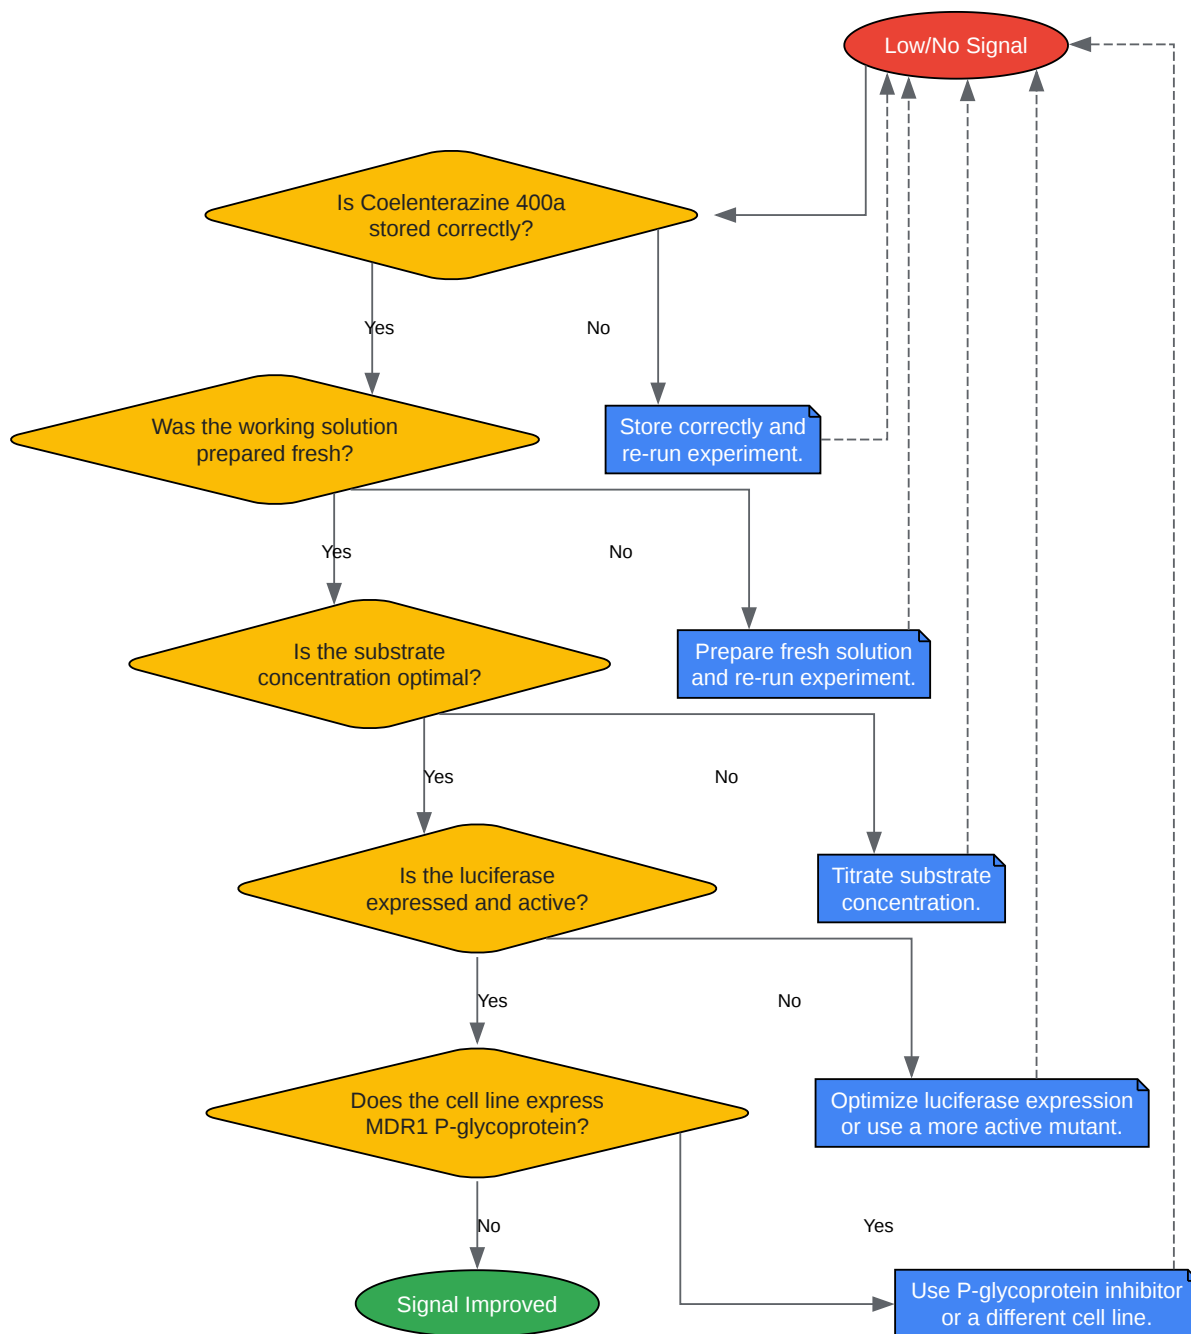 Low/No Signal
Is Coelenterazine 400a
stored correctly?
Yes
No
Was the working solution
prepared fresh?
Store correctly and
re-run experiment.
Yes
No
Is the substrate
concentration optimal?
Prepare fresh solution
and re-run experiment.
Yes
No
Is the luciferase
expressed and active?
Titrate substrate
concentration.
Yes
No
Does the cell line express
MDR1 P-glycoprotein?
Optimize luciferase expression
or use a more active mutant.
No
Yes
Signal Improved
Use P-glycoprotein inhibitor
or a different cell line.